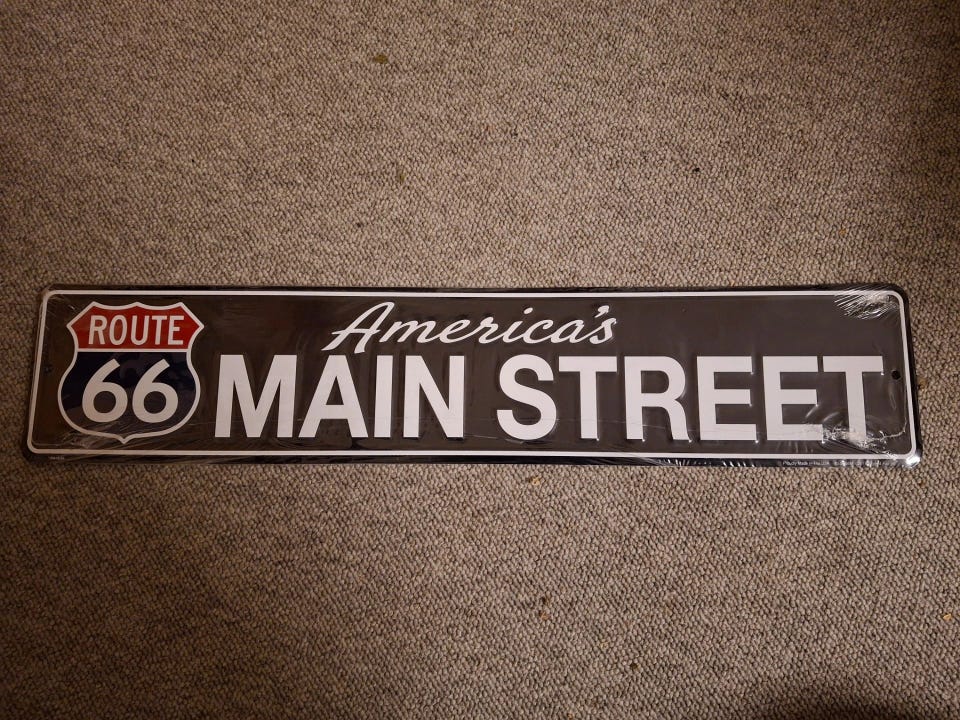 ROUTE
66
America's
MAIN STREET